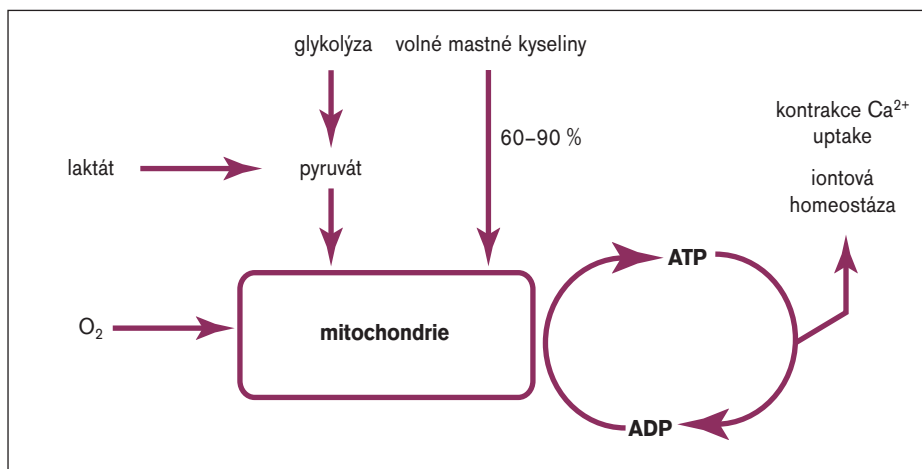 glykolýza
volné mastné kyseliny
kontrakce Ca²⁺
uptake
60–90 %
laktát
pyruvát
iontová
homeostáza
ATP
O₂
mitochondrie
ADP